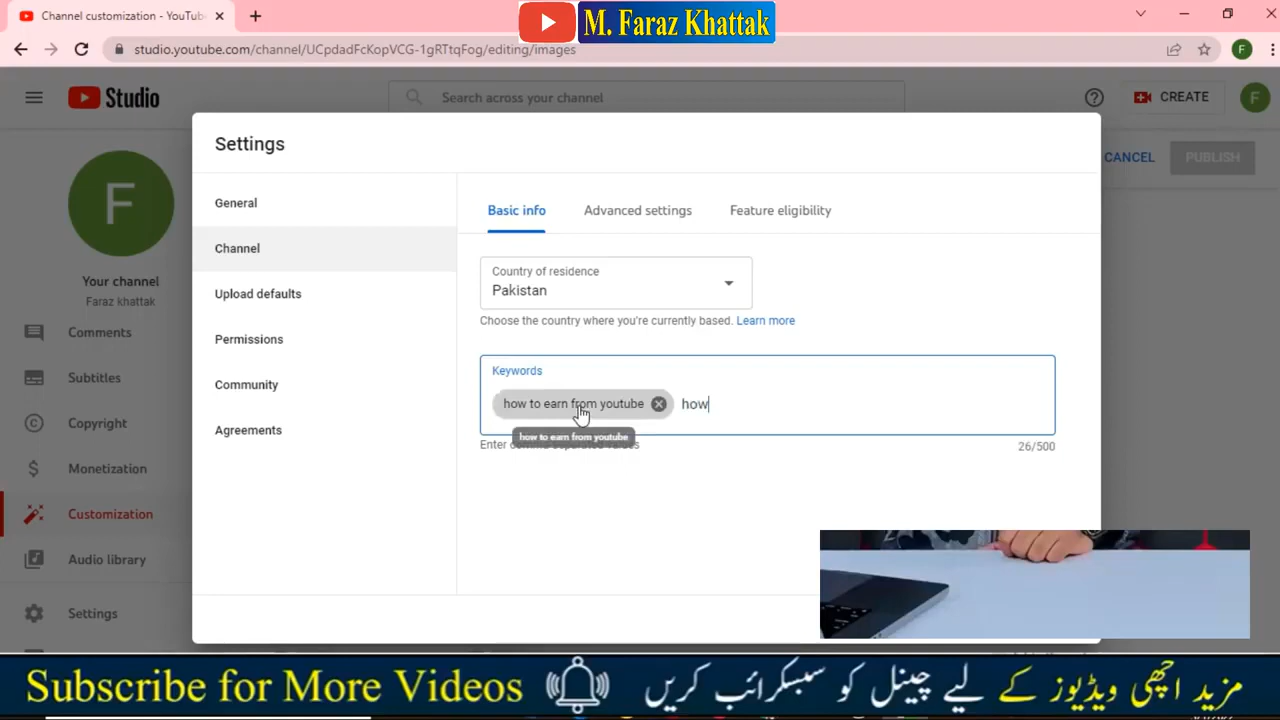 Channel customization - YouTube
M. Faraz Khattak
studio.youtube.com/channel/UCpdadFcKopVCG-1gRTtqFog/editing/images
F
Studio
Search across your channel
CREATE
F
Settings
CANCEL
PUBLISH
F
General
Channel
Upload defaults
Permissions
Community
Agreements
Basic info
Advanced settings
Feature eligibility
Country of residence
Pakistan
Choose the country where you're currently based. Learn more
Keywords
how to earn from youtube
how
how to earn from youtube
Enter comma separated values
26/500
Your channel
Faraz khattak
Comments
Subtitles
Copyright
Monetization
Customization
Audio library
Settings
Subscribe for More Videos
مزید اچھی ویڈیوز کے لیے چینل کو سبسکرائب کریں